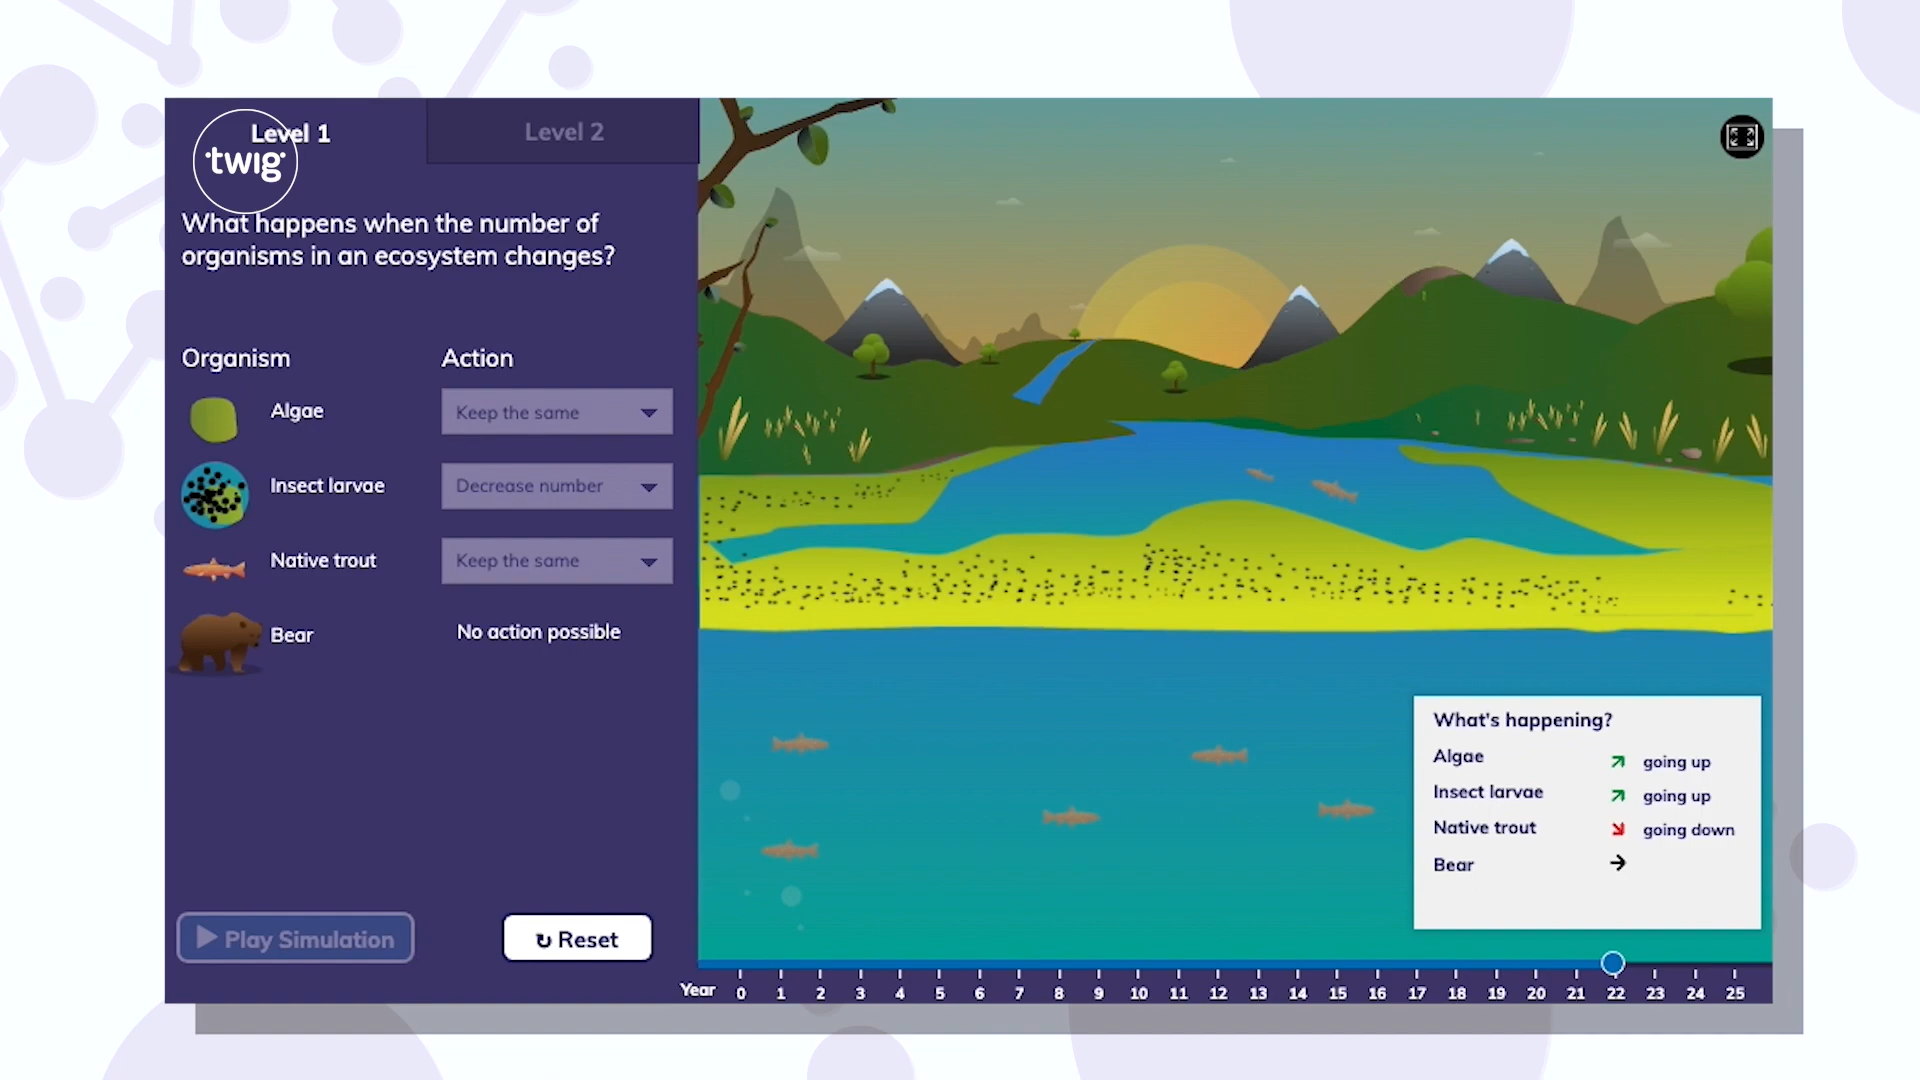 Level 1
Level 2
twig
What happens when the number of
organisms in an ecosystem changes?
Organism
Action
Algae
Keep the same
Insect larvae
Decrease number
Native trout
Keep the same
Bear
No action possible
Play Simulation
↻ Reset
What's happening?
Algae going up
Insect larvae going up
Native trout going down
Bear
Year 0 1 2 3 4 5 6 7 8 9 10 11 12 13 14 15 16 17 18 19 20 21 22 23 24 25